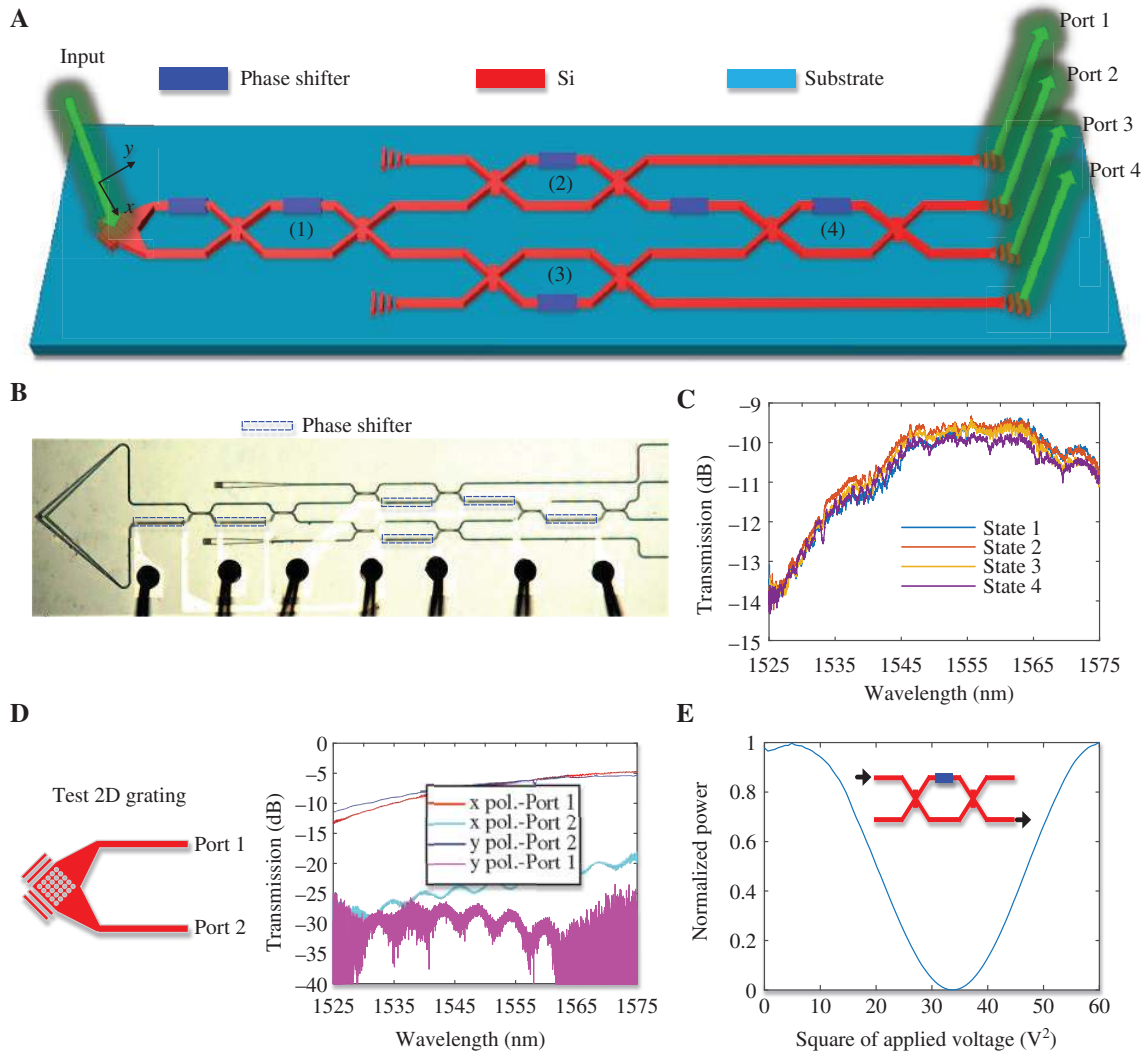 A
Input
Phase shifter
Si
Substrate
Port 1
Port 2
Port 3
Port 4
y
x
(1)
(2)
(3)
(4)
B
Phase shifter
C
Transmission (dB)
–9
–10
–11
–12
–13
–14
–15
State 1
State 2
State 3
State 4
1525 1535 1545 1555 1565 1575
Wavelength (nm)
D
Test 2D grating
Port 1
Port 2
Transmission (dB)
0
–5
–10
–15
–20
–25
–30
–35
–40
x pol.-Port 1
x pol.-Port 2
y pol.-Port 2
y pol.-Port 1
1525 1535 1545 1555 1565 1575
Wavelength (nm)
E
Normalized power
1
0.8
0.6
0.4
0.2
0
0 10 20 30 40 50 60
Square of applied voltage (V²)